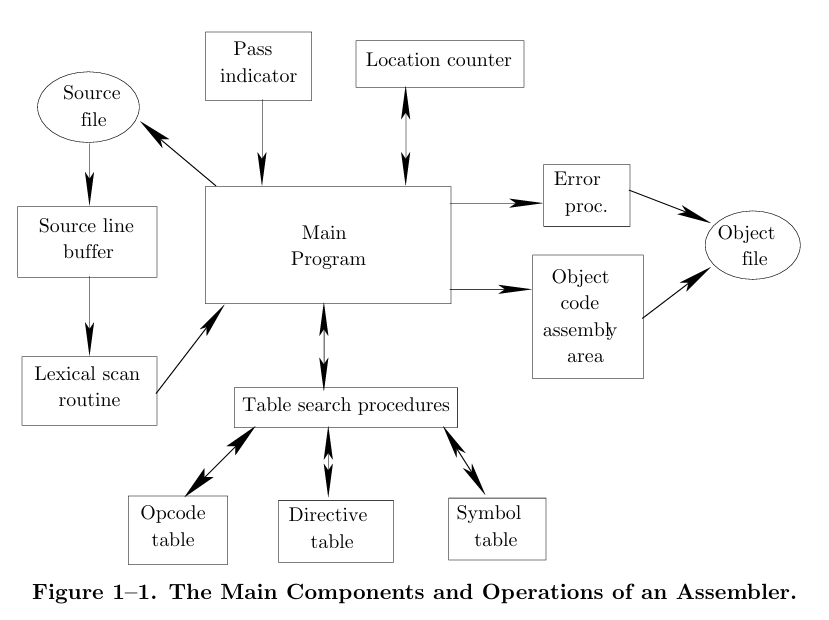 Pass
indicator
Location counter
Source
file
Error
proc.
Source line
buffer
Main
Program
Object
file
Object
code
assembly
area
Lexical scan
routine
Table search procedures
Opcode
table
Directive
table
Symbol
table
Figure 1–1. The Main Components and Operations of an Assembler.